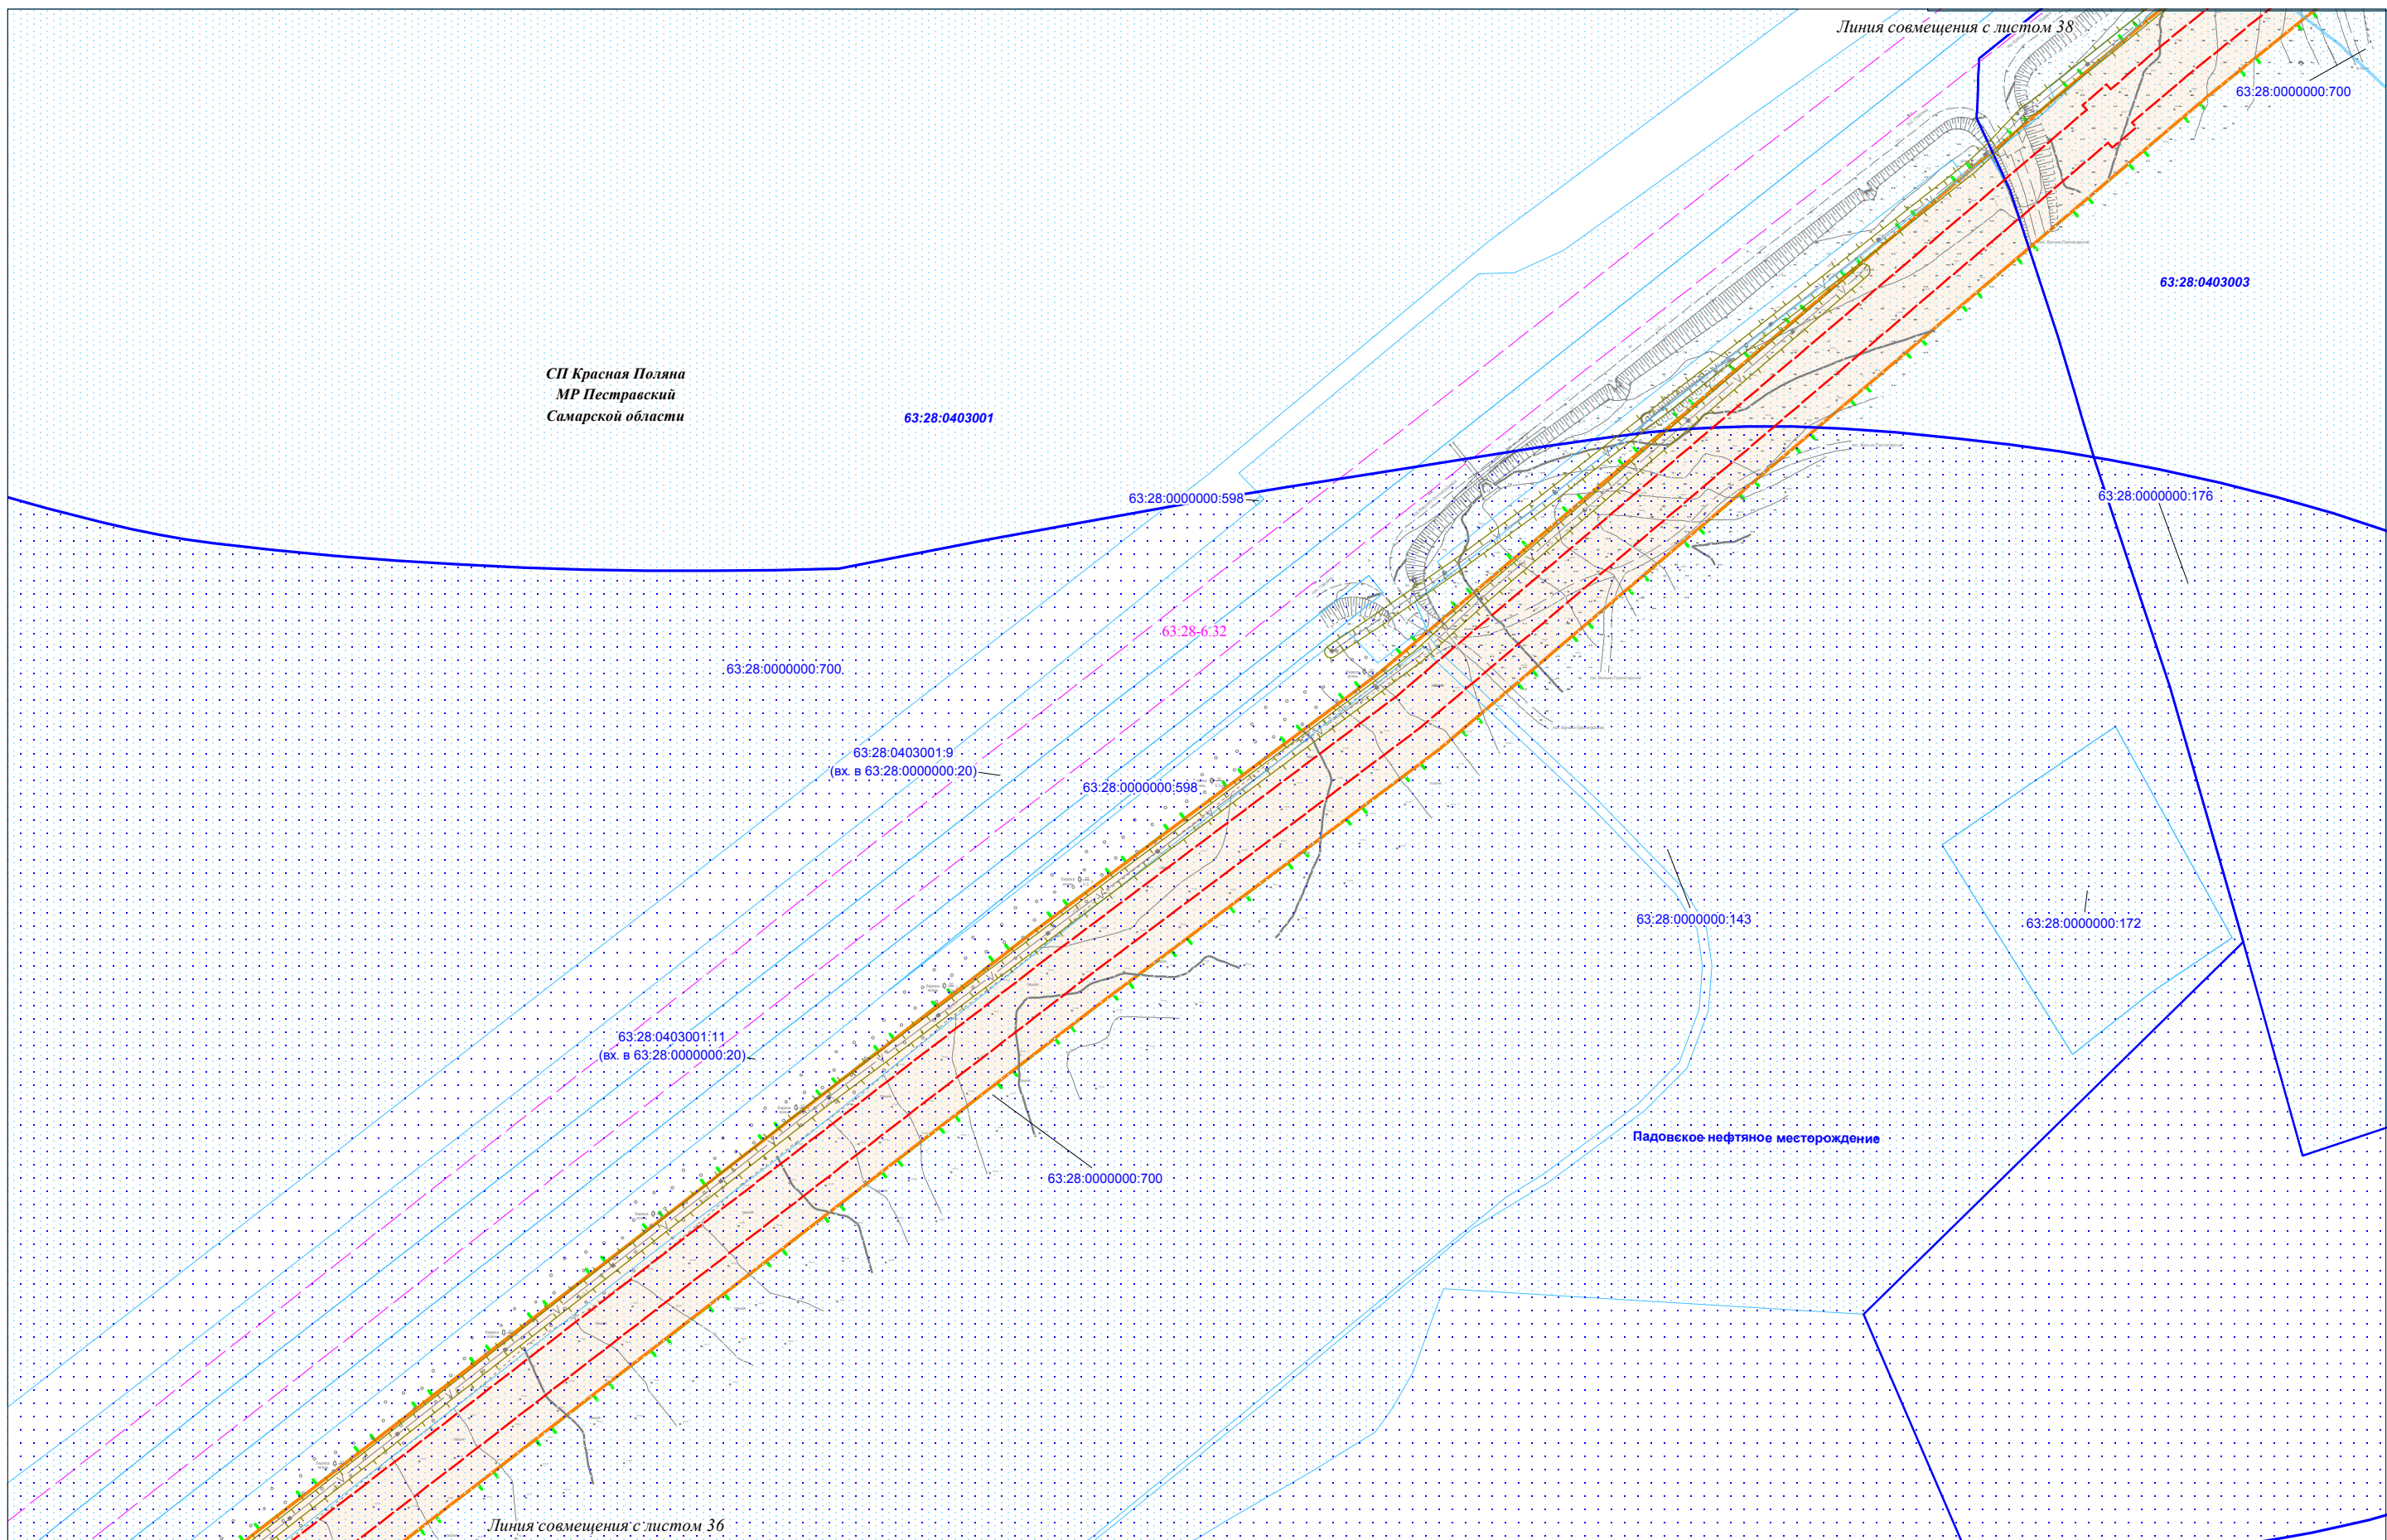 Линия совмещения с листом 38
63:28:0000000:700
63:28:0403003
СП Красная Поляна
МР Пестравский
Самарской области
63:28:0403001
63:28:0000000:598
63:28:0000000:176
63:28-6.32
63:28:0000000:700
63:28:0403001:9
(вх. в 63:28:0000000:20)
63:28:0000000:598
63:28:0000000:143
63:28:0000000:172
63:28:0403001:11
(вх. в 63:28:0000000:20)
Падовское нефтяное месторождение
63:28:0000000:700
Линия совмещения с листом 36